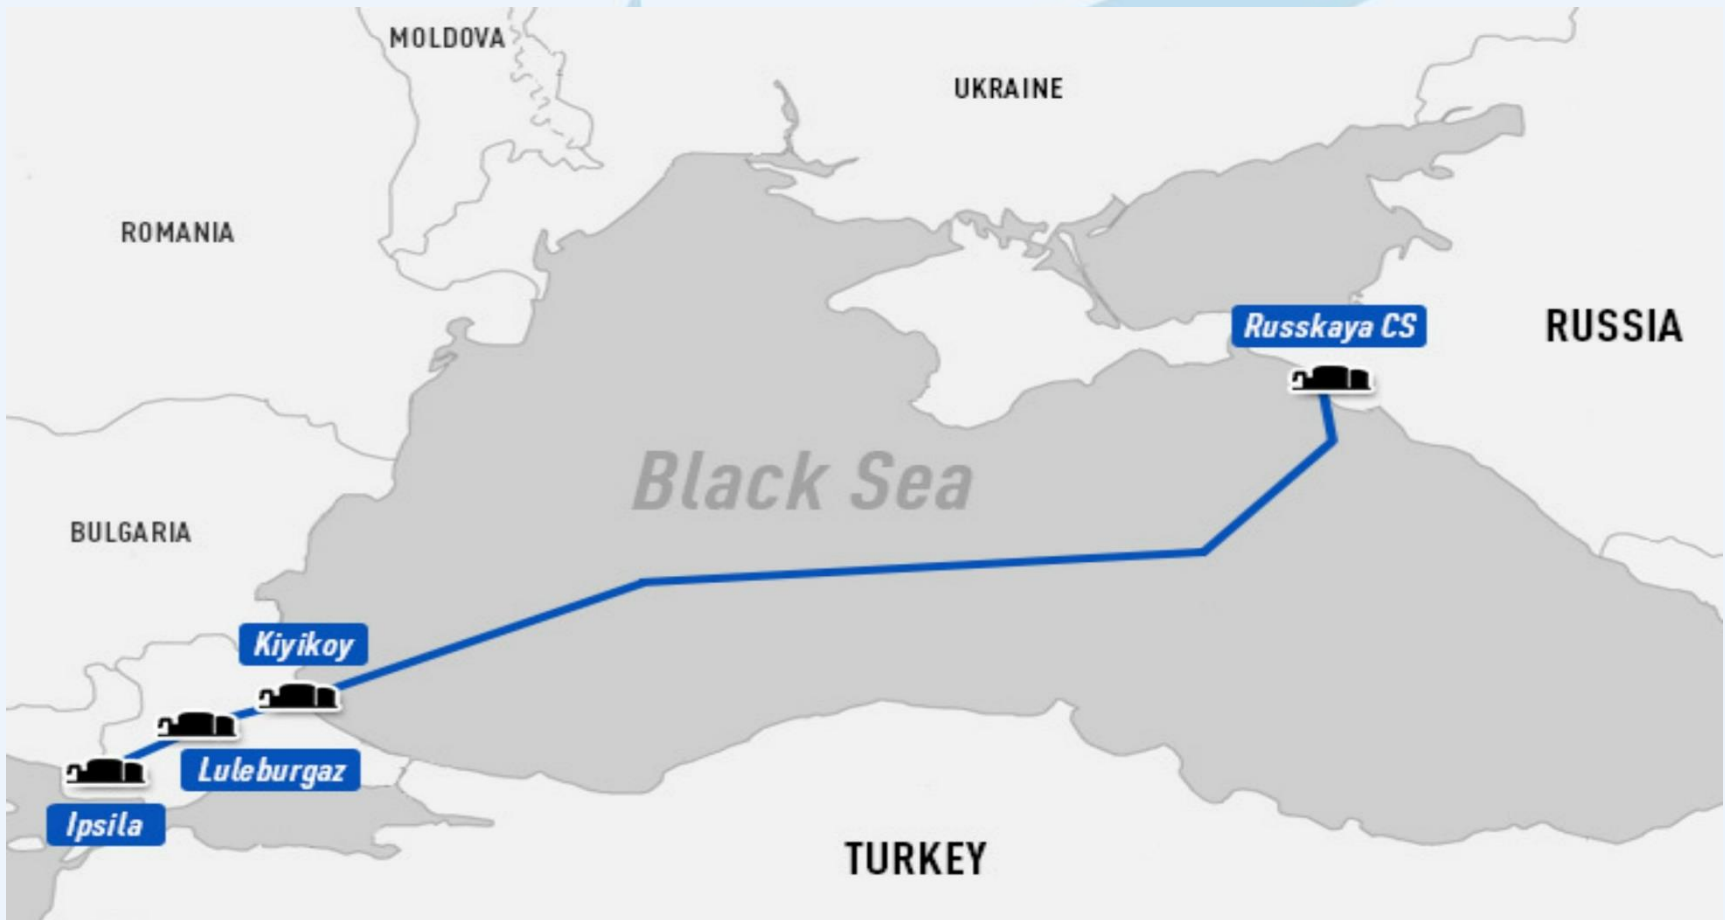 MOLDOVA
UKRAINE
ROMANIA
Russkaya CS
RUSSIA
Black Sea
BULGARIA
Kiyikoy
Luleburgaz
Ipsila
TURKEY